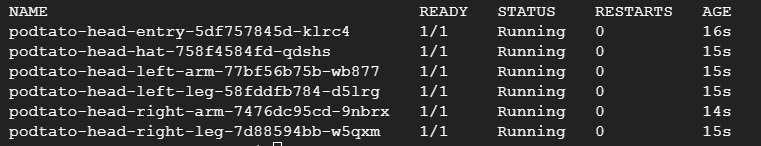 NAME READY STATUS RESTARTS AGE
podtato-head-entry-5df757845d-klrc4 1/1 Running 0 16s
podtato-head-hat-758f4584fd-qdshs 1/1 Running 0 15s
podtato-head-left-arm-77bf56b75b-wb877 1/1 Running 0 15s
podtato-head-left-leg-58fddfb784-d5lrg 1/1 Running 0 15s
podtato-head-right-arm-7476dc95cd-9nbrx 1/1 Running 0 14s
podtato-head-right-leg-7d88594bb-w5qxm 1/1 Running 0 15s